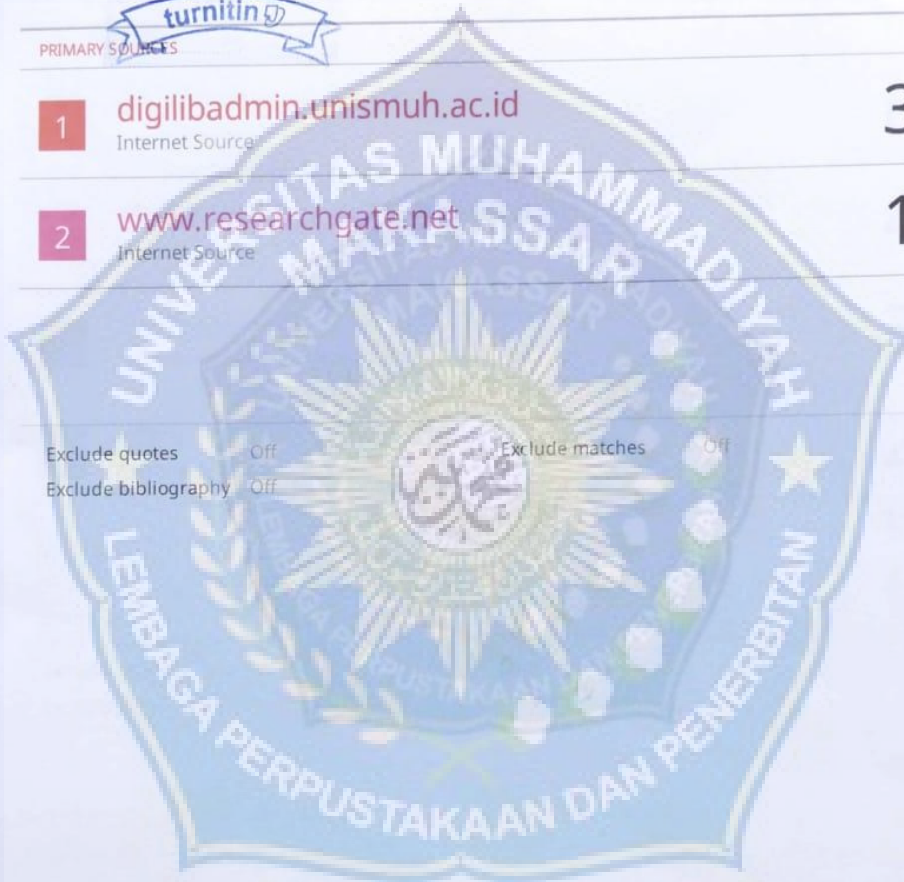 turnitin
PRIMARY SOURCES
1 digilibadmin.unismuh.ac.id 3
Internet Source
2 www.researchgate.net 1
Internet Source
Exclude quotes Off Exclude matches Off
Exclude bibliography Off
UNIVERSITAS MUHAMMADIYAH
MAKASSAR
LEMBAGA PERPUSTAKAAN DAN PENERBITAN